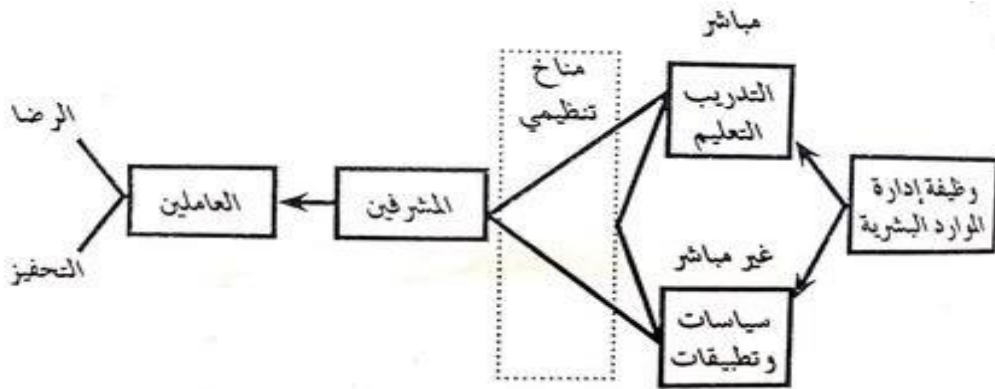 مباشر
التدريب
التعليم
وظيفة إدارة
الموارد البشرية
غير مباشر
سياسات
وتطبيقات
مناخ
تنظيمي
المشرفين
العاملين
الرضا
التحفيز